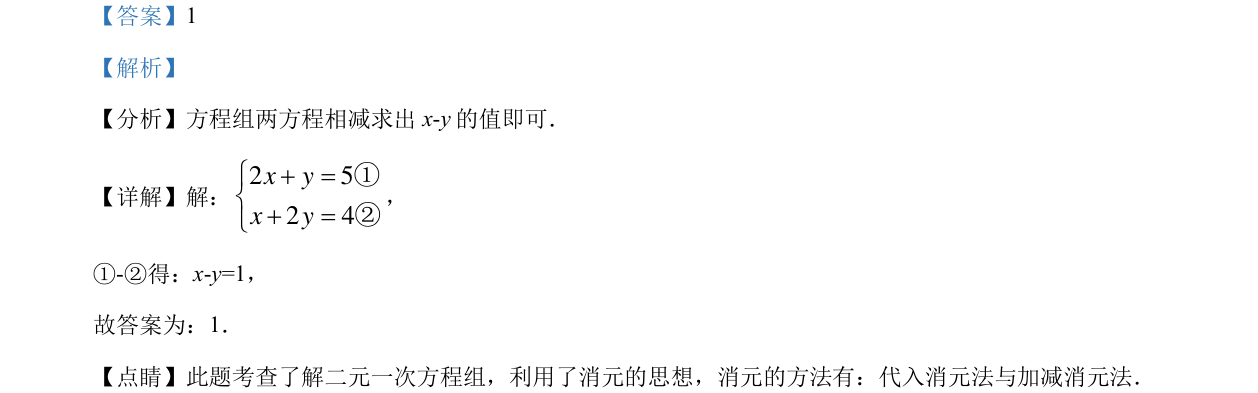 【答案】1
【解析】
【分析】方程组两方程相减求出 x-y 的值即可．
【详解】解：{2x+y=5①
x+2y=4②，
①-②得：x-y=1，
故答案为：1．
【点睛】此题考查了解二元一次方程组，利用了消元的思想，消元的方法有：代入消元法与加减消元法．